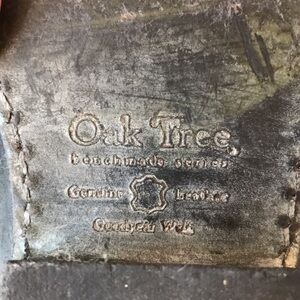 Oak Tree
benchmade series
Genuine Leather
Goodyear Welt